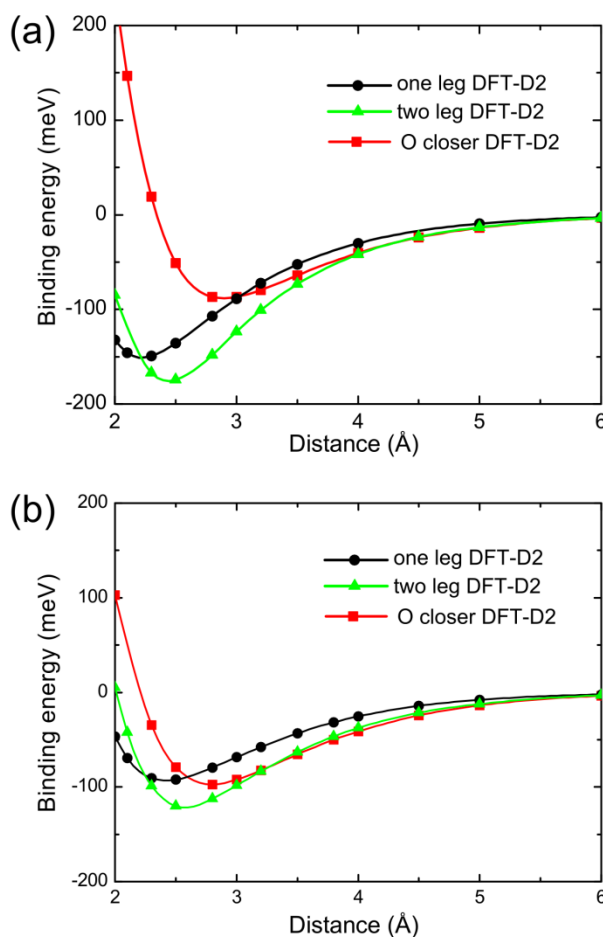 (a)
200
100
0
-100
-200
Binding energy (meV)
one leg DFT-D2
two leg DFT-D2
O closer DFT-D2
2 3 4 5 6
Distance (Å)
(b)
200
100
0
-100
-200
Binding energy (meV)
one leg DFT-D2
two leg DFT-D2
O closer DFT-D2
2 3 4 5 6
Distance (Å)